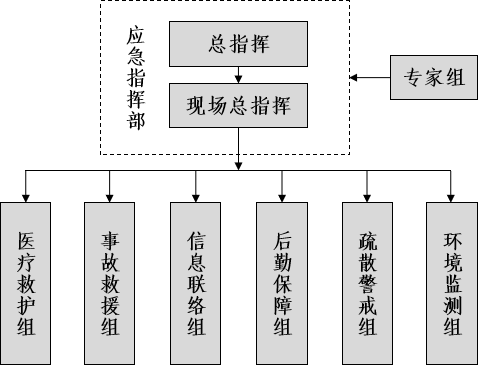 应急指挥部
总指挥
现场总指挥
专家组
医疗救护组
事故救援组
信息联络组
后勤保障组
疏散警戒组
环境监测组